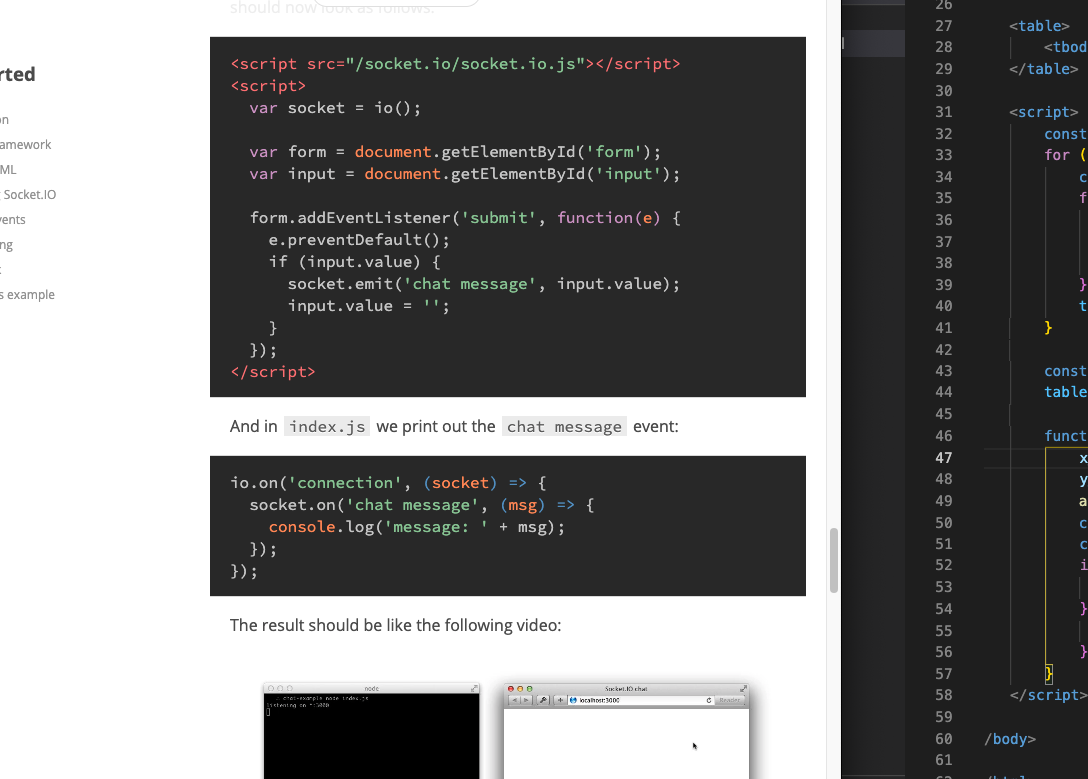 should now look as follows.
rted
on
amework
ML
Socket.IO
vents
ng
s example
<script src="/socket.io/socket.io.js"></script>
<script>
  var socket = io();
  var form = document.getElementById('form');
  var input = document.getElementById('input');
  form.addEventListener('submit', function(e) {
    e.preventDefault();
    if (input.value) {
      socket.emit('chat message', input.value);
      input.value = '';
    }
  });
</script>
And in index.js we print out the chat message event:
io.on('connection', (socket) => {
  socket.on('chat message', (msg) => {
    console.log('message: ' + msg);
  });
});
The result should be like the following video:
node
chat-example node index.js
listening on *:3000
Socket.IO chat
localhost:3000
Reader
26
27 <table>
28 <tbod
29 </table>
30
31 <script>
32 const
33 for (
34 c
35 f
36
37
38
39 }
40 t
41 }
42
43 const
44 table
45
46 funct
47 x
48 y
49 a
50 c
51 c
52 i
53
54 }
55
56 }
57 }
58 </script>
59
60 /body>
61